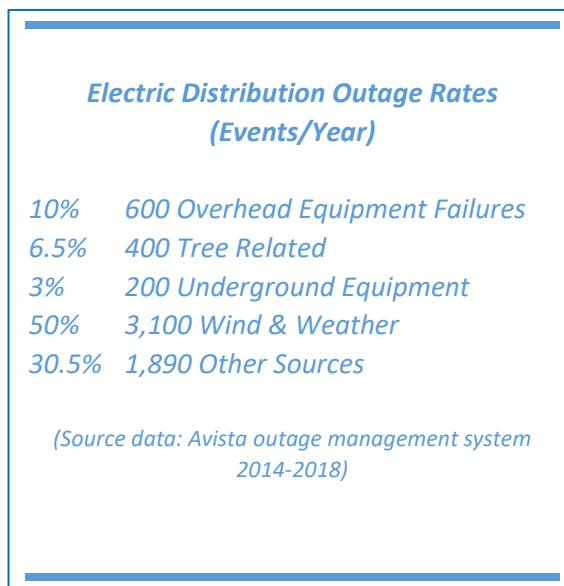 Electric Distribution Outage Rates
(Events/Year)
10% 600 Overhead Equipment Failures
6.5% 400 Tree Related
3% 200 Underground Equipment
50% 3,100 Wind & Weather
30.5% 1,890 Other Sources
(Source data: Avista outage management system
2014-2018)